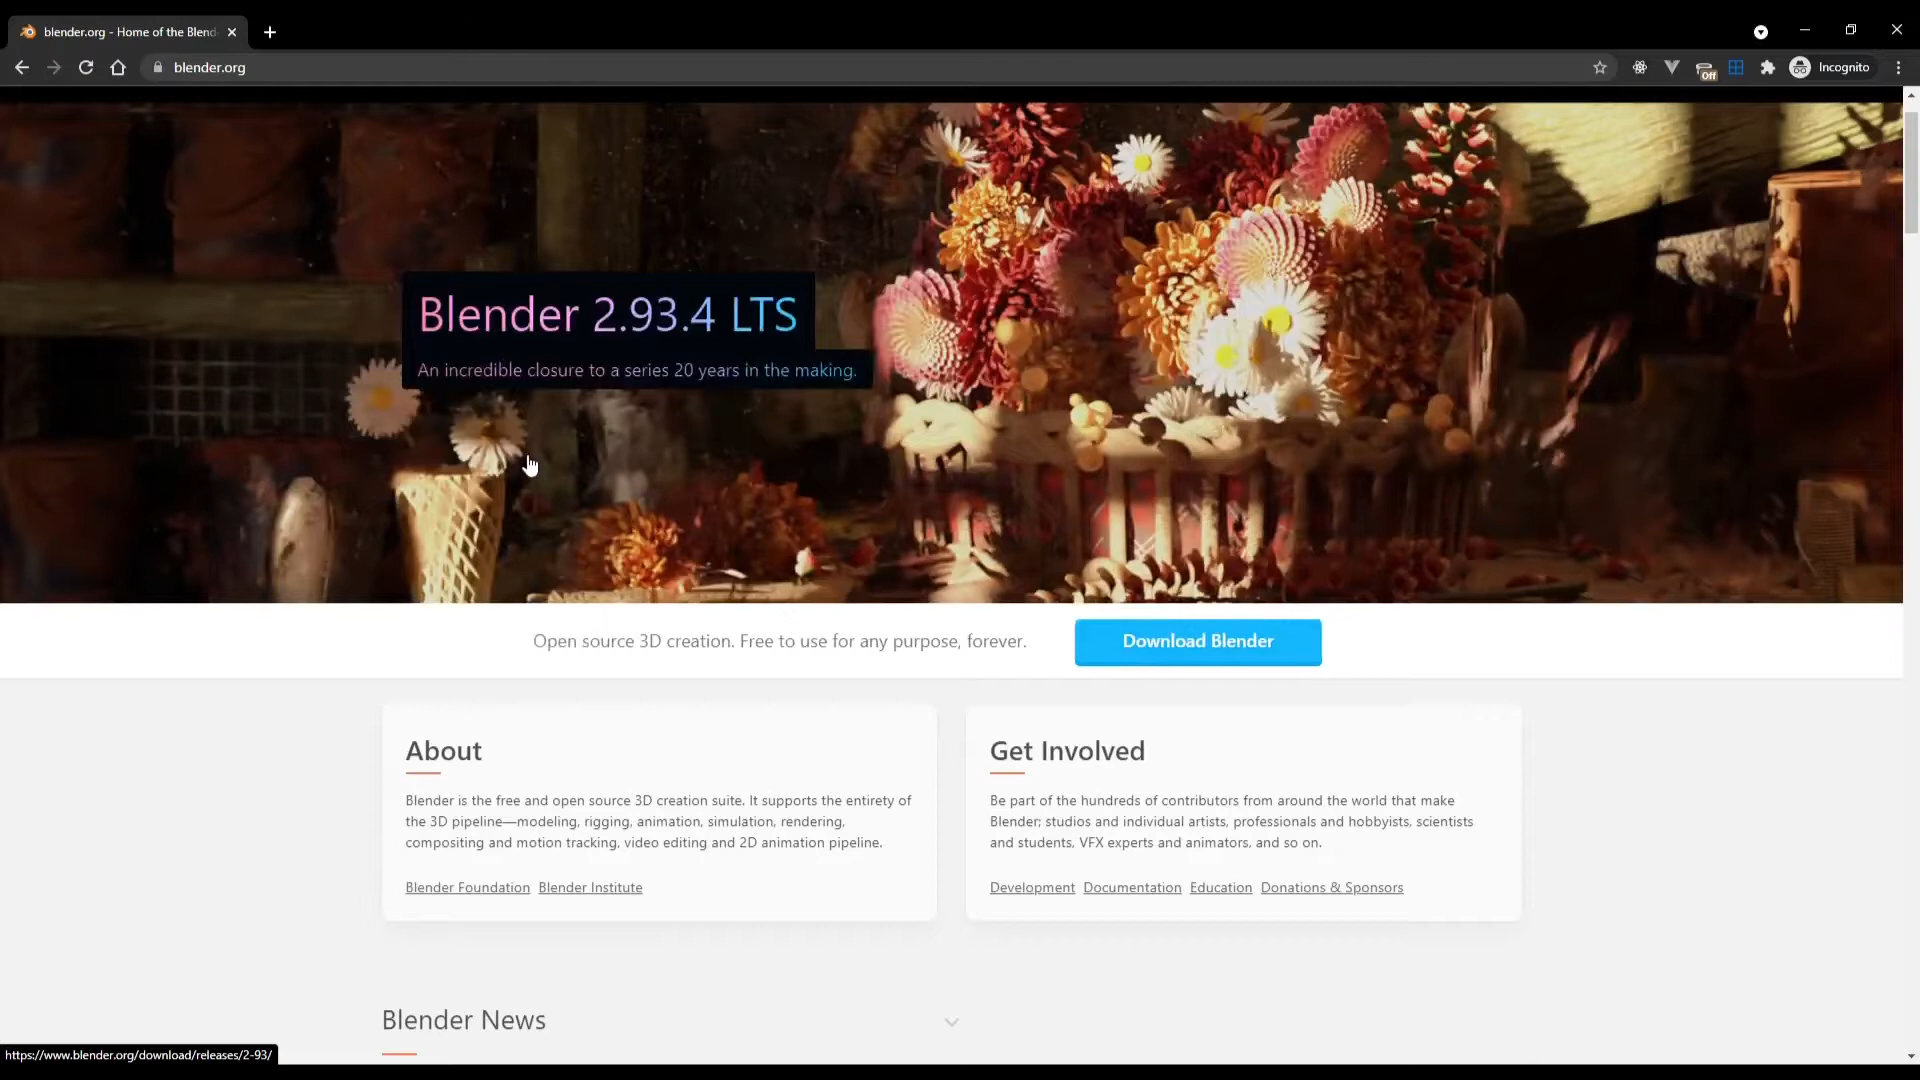 blender.org - Home of the Blend
blender.org
Off
Incognito
Blender 2.93.4 LTS
An incredible closure to a series 20 years in the making.
Open source 3D creation. Free to use for any purpose, forever.
Download Blender
About
Blender is the free and open source 3D creation suite. It supports the entirety of
the 3D pipeline—modeling, rigging, animation, simulation, rendering,
compositing and motion tracking, video editing and 2D animation pipeline.
Blender Foundation Blender Institute
Get Involved
Be part of the hundreds of contributors from around the world that make
Blender; studios and individual artists, professionals and hobbyists, scientists
and students, VFX experts and animators, and so on.
Development Documentation Education Donations & Sponsors
Blender News
https://www.blender.org/download/releases/2-93/